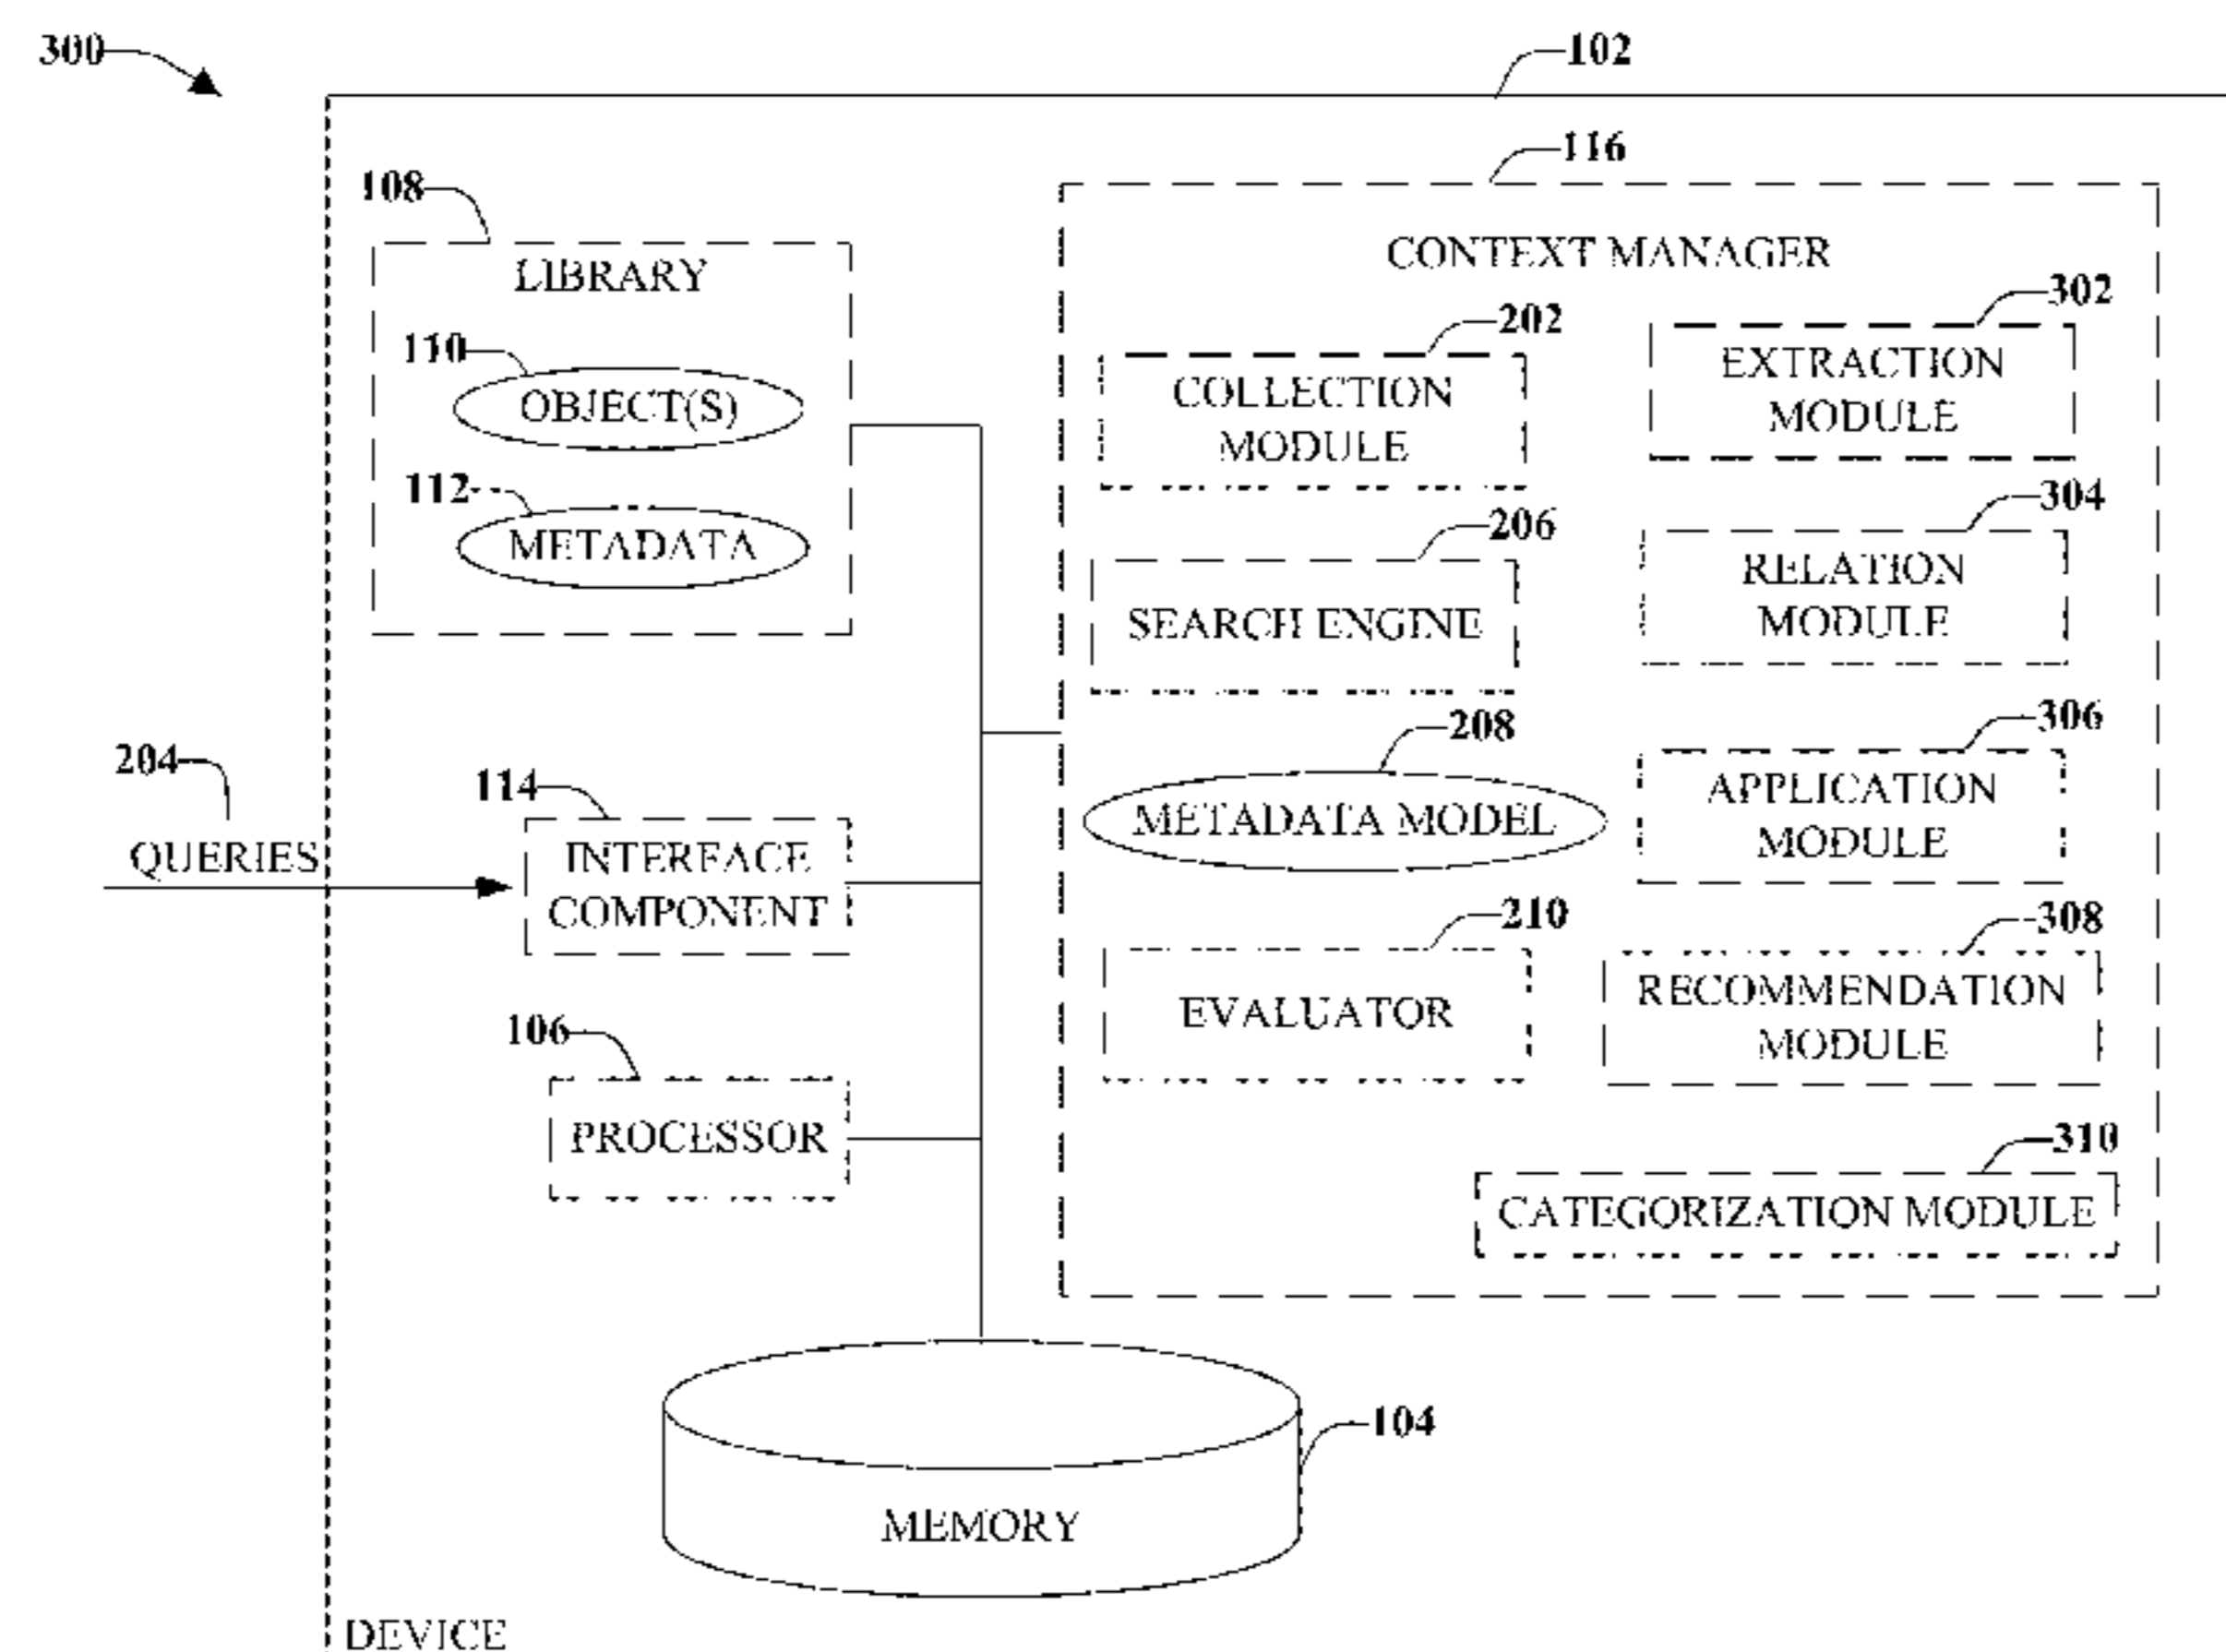 300
102
116
108
LIBRARY
110
OBJECT(S)
112
METADATA
CONTEXT MANAGER
202
COLLECTION
MODULE
302
EXTRACTION
MODULE
206
SEARCH ENGINE
304
RELATION
MODULE
208
METADATA MODEL
306
APPLICATION
MODULE
204
QUERIES
114
INTERFACE
COMPONENT
210
EVALUATOR
308
RECOMMENDATION
MODULE
106
PROCESSOR
310
CATEGORIZATION MODULE
104
MEMORY
DEVICE